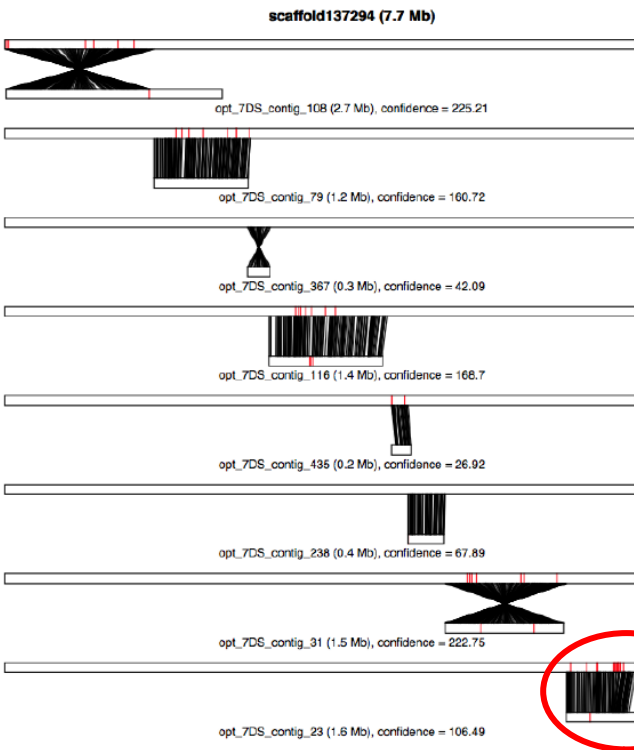 scaffold137294 (7.7 Mb)
opt_7DS_contig_108 (2.7 Mb), confidence = 225.21
opt_7DS_contig_79 (1.2 Mb), confidence = 160.72
opt_7DS_contig_367 (0.3 Mb), confidence = 42.09
opt_7DS_contig_116 (1.4 Mb), confidence = 168.7
opt_7DS_contig_435 (0.2 Mb), confidence = 26.92
opt_7DS_contig_238 (0.4 Mb), confidence = 67.89
opt_7DS_contig_31 (1.5 Mb), confidence = 222.75
opt_7DS_contig_23 (1.6 Mb), confidence = 106.49